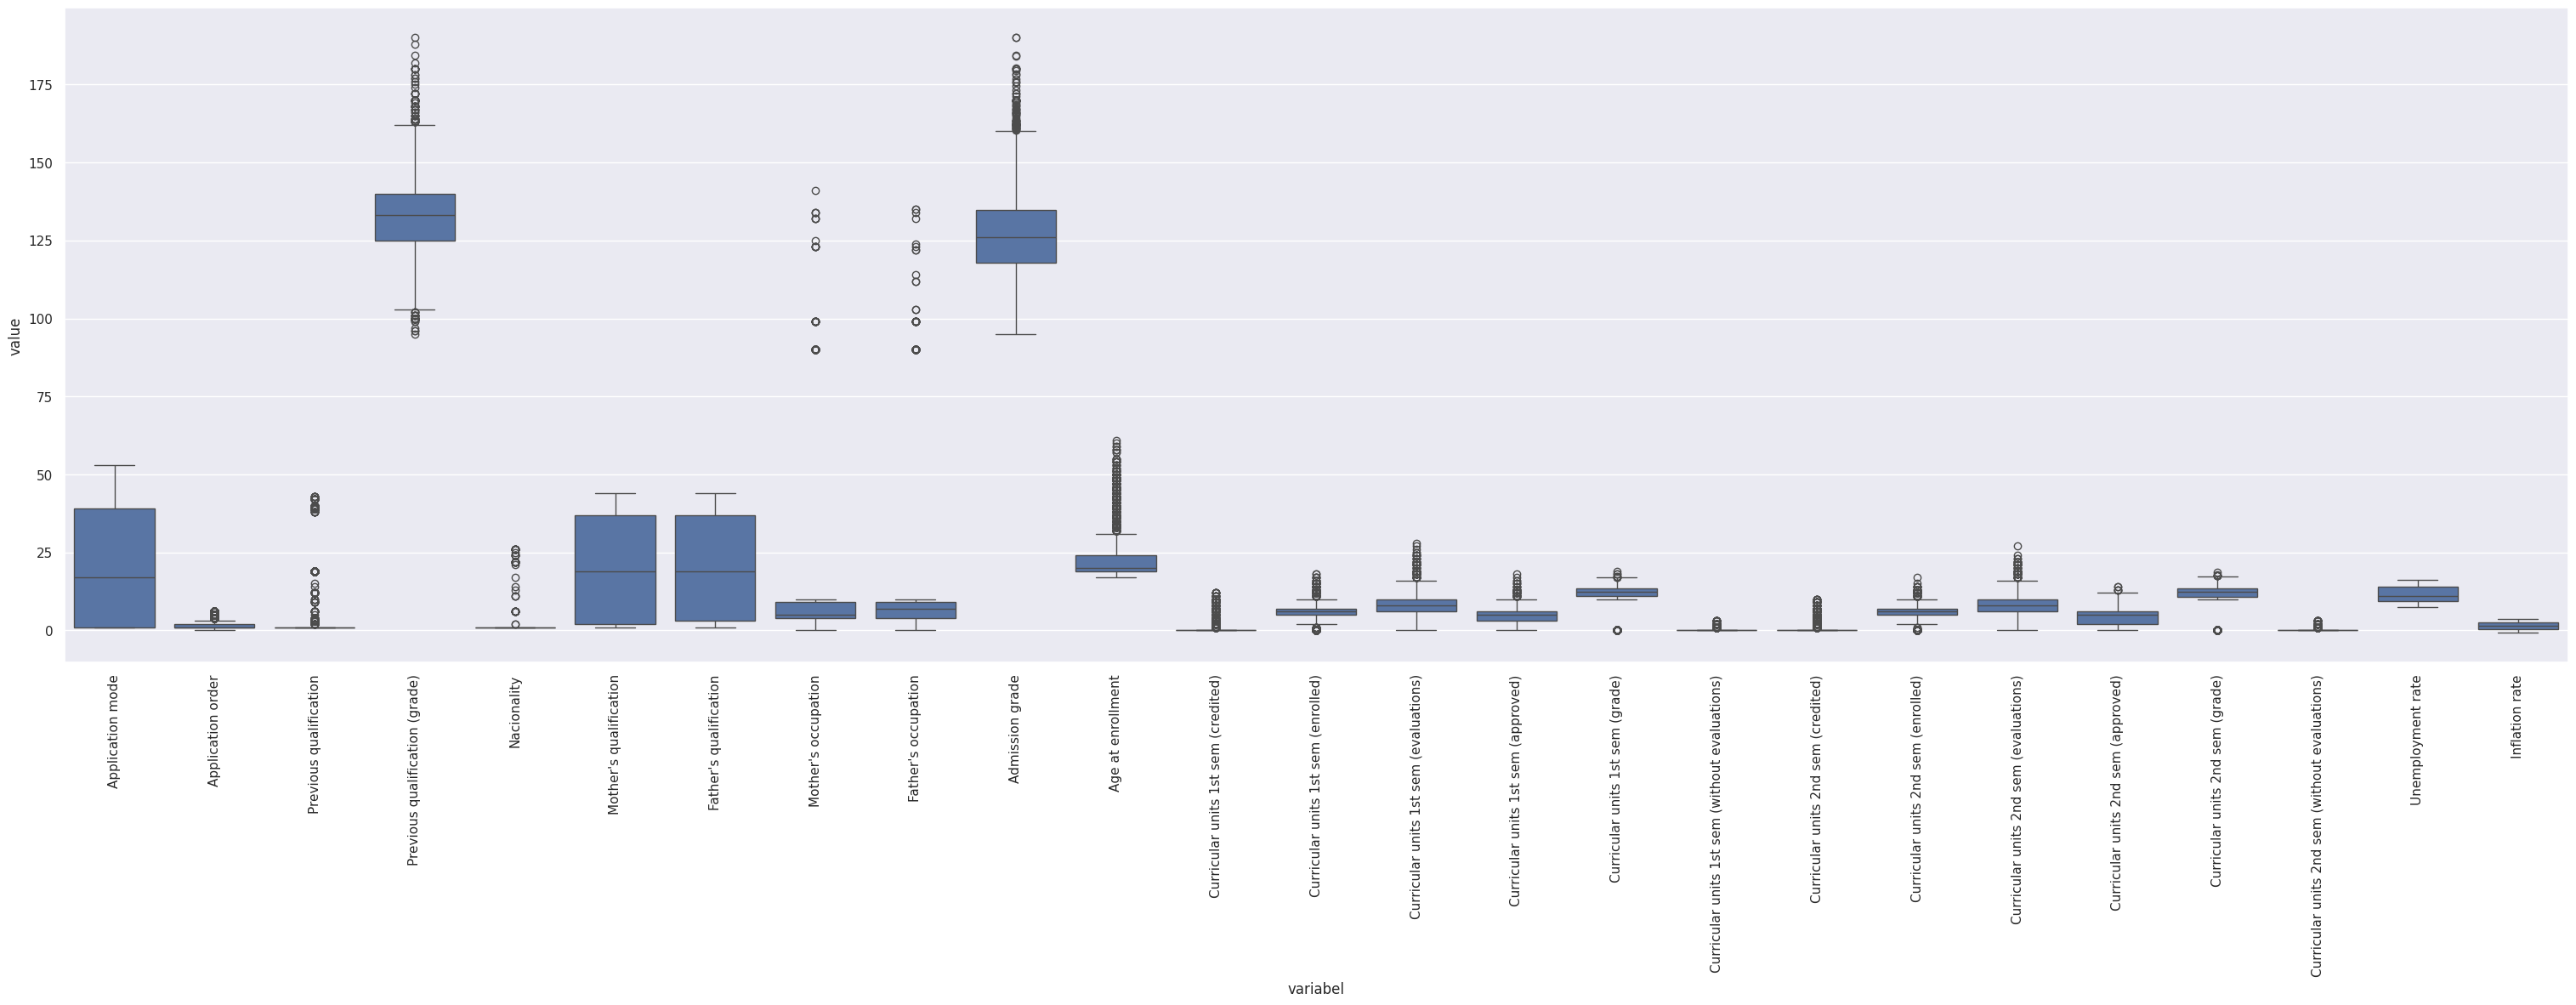 175
150
125
100
75
50
25
0
value
Application mode
Application order
Previous qualification
Previous qualification (grade)
Nacionality
Mother's qualification
Father's qualification
Mother's occupation
Father's occupation
Admission grade
Age at enrollment
Curricular units 1st sem (credited)
Curricular units 1st sem (enrolled)
Curricular units 1st sem (evaluations)
Curricular units 1st sem (approved)
Curricular units 1st sem (grade)
Curricular units 1st sem (without evaluations)
Curricular units 2nd sem (credited)
Curricular units 2nd sem (enrolled)
Curricular units 2nd sem (evaluations)
Curricular units 2nd sem (approved)
Curricular units 2nd sem (grade)
Curricular units 2nd sem (without evaluations)
Unemployment rate
Inflation rate
variabel